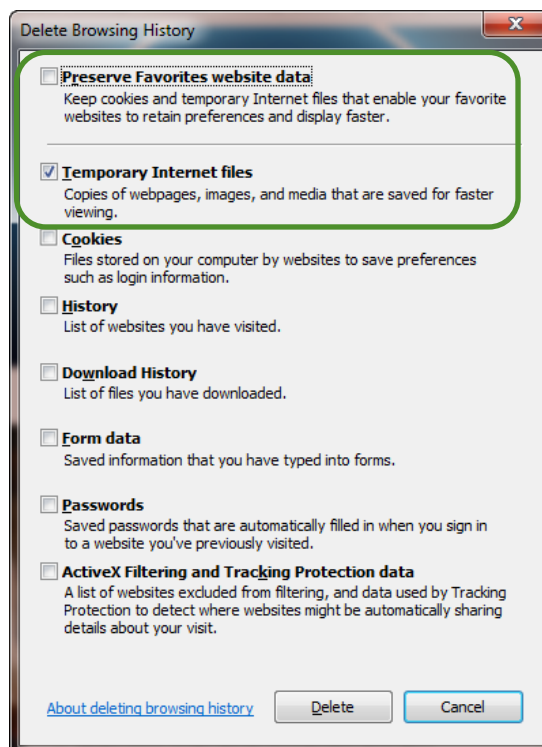 Delete Browsing History
Preserve Favorites website data
Keep cookies and temporary Internet files that enable your favorite
websites to retain preferences and display faster.
Temporary Internet files
Copies of webpages, images, and media that are saved for faster
viewing.
Cookies
Files stored on your computer by websites to save preferences
such as login information.
History
List of websites you have visited.
Download History
List of files you have downloaded.
Form data
Saved information that you have typed into forms.
Passwords
Saved passwords that are automatically filled in when you sign in
to a website you've previously visited.
ActiveX Filtering and Tracking Protection data
A list of websites excluded from filtering, and data used by Tracking
Protection to detect where websites might be automatically sharing
details about your visit.
About deleting browsing history Delete Cancel